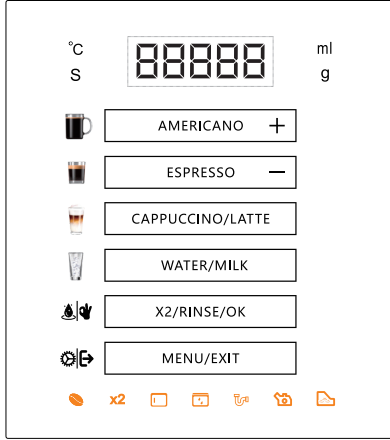 °C 88888 ml
S g
AMERICANO +
ESPRESSO —
CAPPUCCINO/LATTE
WATER/MILK
X2/RINSE/OK
MENU/EXIT
x2